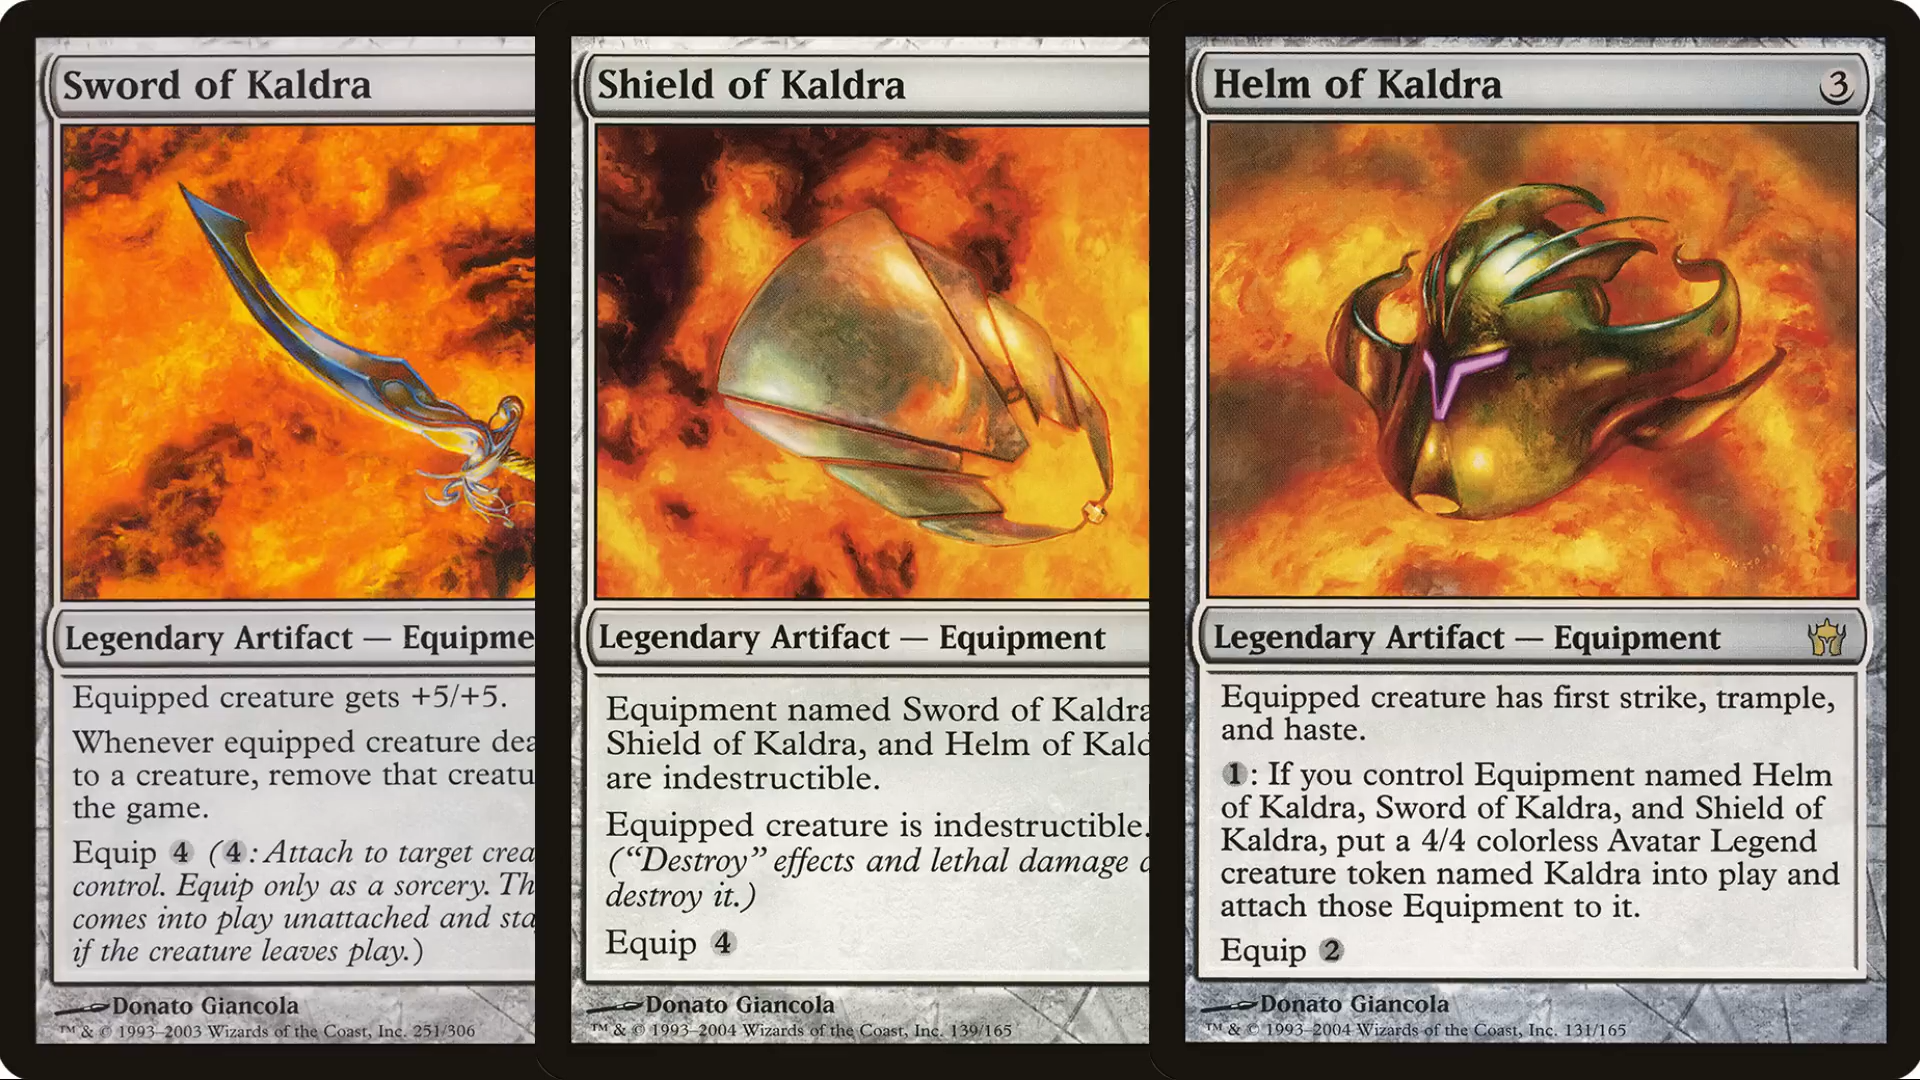 Sword of Kaldra
Legendary Artifact — Equipme
Equipped creature gets +5/+5.
Whenever equipped creature dea
to a creature, remove that creatu
the game.
Equip 4 (4: Attach to target crea
control. Equip only as a sorcery. Th
comes into play unattached and sta
if the creature leaves play.)
Donato Giancola
™ & © 1993–2003 Wizards of the Coast, Inc. 251/306
Shield of Kaldra
Legendary Artifact — Equipment
Equipment named Sword of Kaldra
Shield of Kaldra, and Helm of Kald
are indestructible.
Equipped creature is indestructible.
(“Destroy” effects and lethal damage d
destroy it.)
Equip 4
Donato Giancola
™ & © 1993–2004 Wizards of the Coast, Inc. 139/165
Helm of Kaldra 3
Legendary Artifact — Equipment
Equipped creature has first strike, trample,
and haste.
1: If you control Equipment named Helm
of Kaldra, Sword of Kaldra, and Shield of
Kaldra, put a 4/4 colorless Avatar Legend
creature token named Kaldra into play and
attach those Equipment to it.
Equip 2
Donato Giancola
™ & © 1993–2004 Wizards of the Coast, Inc. 131/165